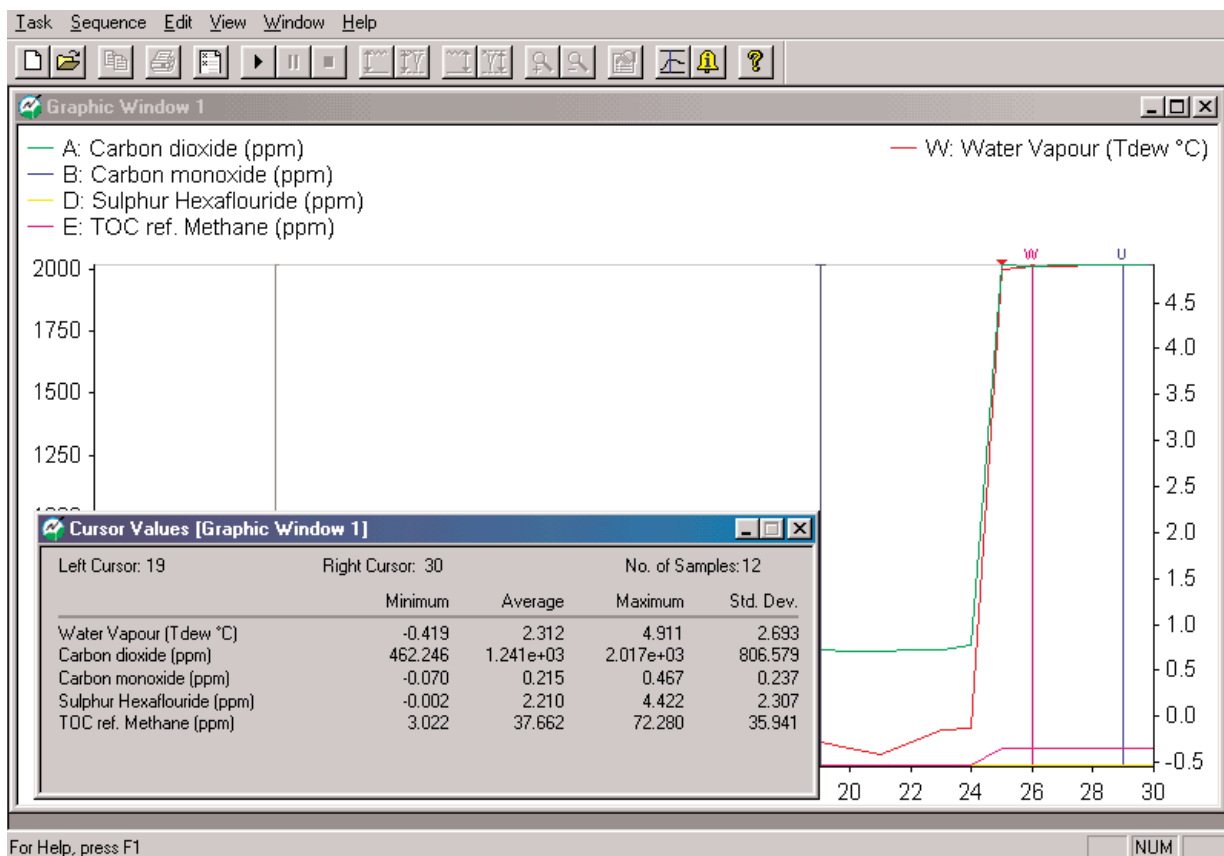 Task Sequence Edit View Window Help
Graphic Window 1
A: Carbon dioxide (ppm)
B: Carbon monoxide (ppm)
D: Sulphur Hexaflouride (ppm)
E: TOC ref. Methane (ppm)
W: Water Vapour (Tdew °C)
W U
2000
1750
1500
1250
4.5
4.0
3.5
3.0
2.5
2.0
1.5
1.0
0.5
0.0
-0.5
Cursor Values [Graphic Window 1]
Left Cursor: 19 Right Cursor: 30 No. of Samples: 12
Minimum Average Maximum Std. Dev.
Water Vapour (Tdew °C) -0.419 2.312 4.911 2.693
Carbon dioxide (ppm) 462.246 1.241e+03 2.017e+03 806.579
Carbon monoxide (ppm) -0.070 0.215 0.467 0.237
Sulphur Hexaflouride (ppm) -0.002 2.210 4.422 2.307
TOC ref. Methane (ppm) 3.022 37.662 72.280 35.941
20 22 24 26 28 30
For Help, press F1 NUM